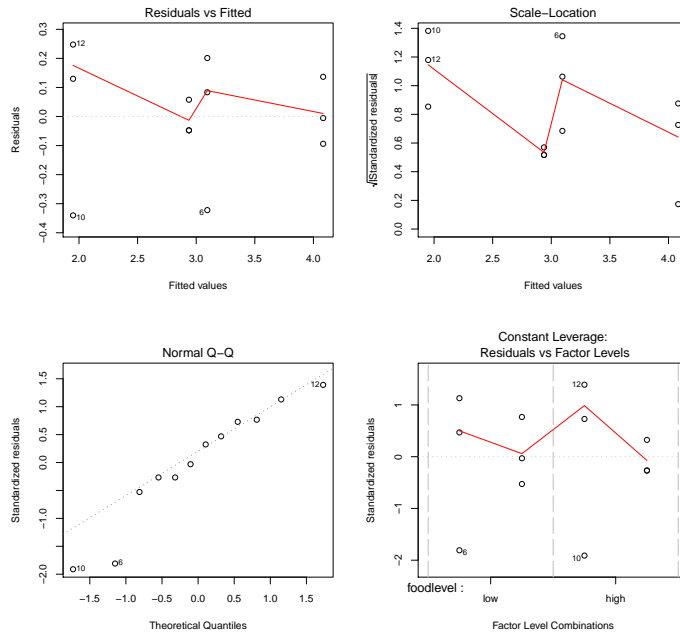 Residuals vs Fitted
0.3
0.2
0.1
0.0
−0.1
−0.2
−0.3
−0.4
Residuals
12
10
6
2.0 2.5 3.0 3.5 4.0
Fitted values
Scale−Location
1.4
1.2
1.0
0.8
0.6
0.4
0.2
0.0
√|Standardized residuals|
10
12
6
2.0 2.5 3.0 3.5 4.0
Fitted values
Normal Q−Q
1.5
1.0
0.5
0.0
−1.0
−2.0
Standardized residuals
12
10
6
−1.5 −1.0 −0.5 0.0 0.5 1.0 1.5
Theoretical Quantiles
Constant Leverage:
Residuals vs Factor Levels
1
0
−1
−2
Standardized residuals
12
6
10
foodlevel :
low high
Factor Level Combinations